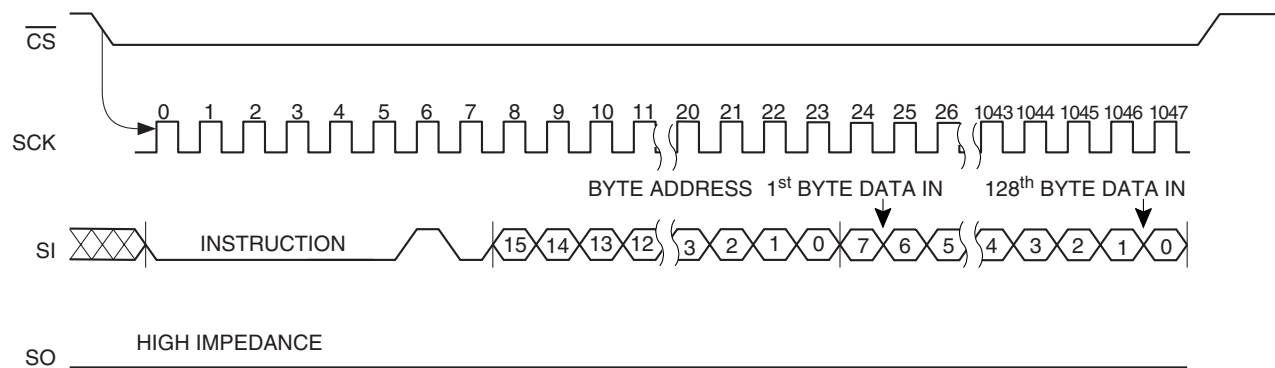 CS
0 1 2 3 4 5 6 7 8 9 10 11 20 21 22 23 24 25 26 1043 1044 1045 1046 1047
SCK
BYTE ADDRESS 1st BYTE DATA IN 128th BYTE DATA IN
SI INSTRUCTION 15 14 13 12 3 2 1 0 7 6 5 4 3 2 1 0
HIGH IMPEDANCE
SO